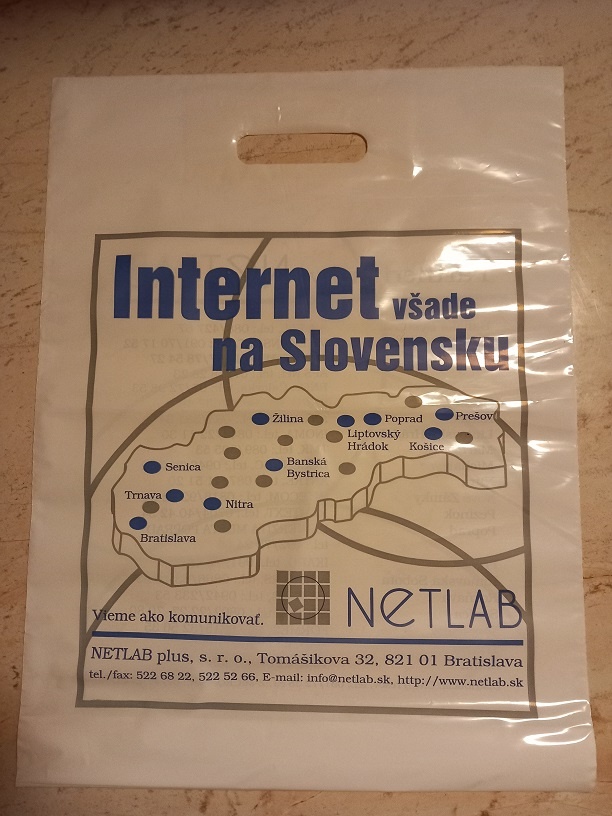 Internet všade
na Slovensku
Žilina
Poprad
Prešov
Liptovský
Hrádok
Košice
Senica
Banská
Bystrica
Trnava
Nitra
Bratislava
Vieme ako komunikovať.
NETLAB
NETLAB plus, s. r. o., Tomášikova 32, 821 01 Bratislava
tel./fax: 522 68 22, 522 52 66, E-mail: info@netlab.sk, http://www.netlab.sk